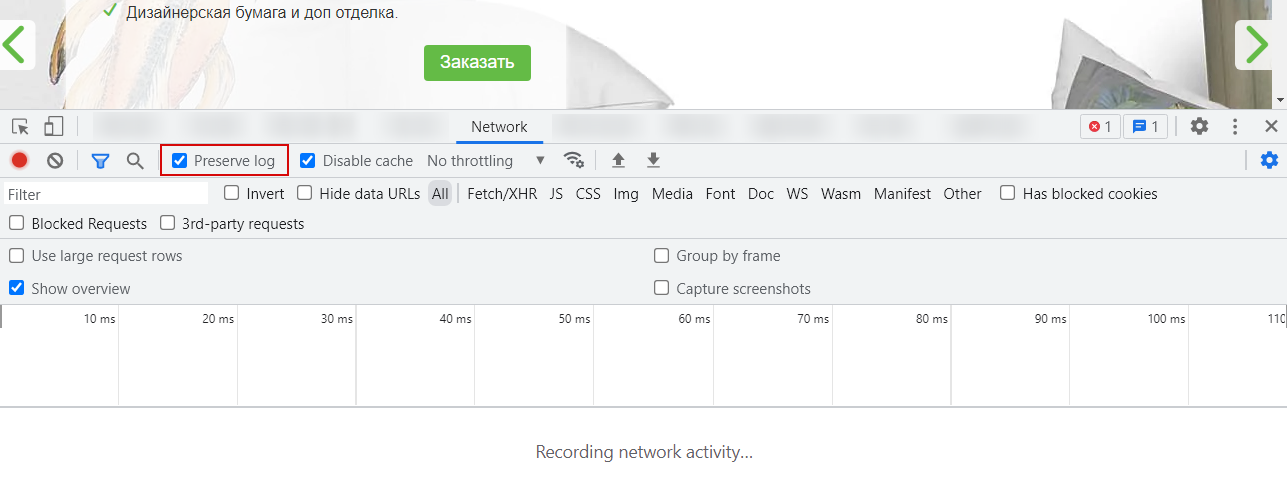 Дизайнерская бумага и доп отделка.
Заказать
Network 1 1
Preserve log Disable cache No throttling
Filter Invert Hide data URLs All Fetch/XHR JS CSS Img Media Font Doc WS Wasm Manifest Other Has blocked cookies
Blocked Requests 3rd-party requests
Use large request rows Group by frame
Show overview Capture screenshots
10 ms 20 ms 30 ms 40 ms 50 ms 60 ms 70 ms 80 ms 90 ms 100 ms 110
Recording network activity...